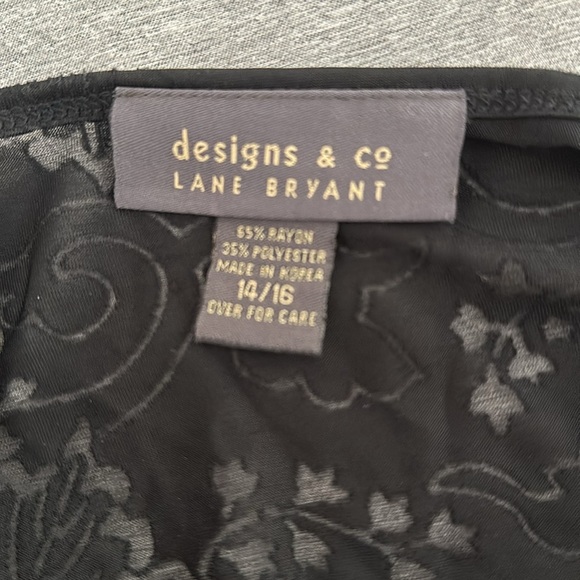 designs & co
LANE BRYANT
65% RAYON
35% POLYESTER
MADE IN KOREA
14/16
OVER FOR CARE